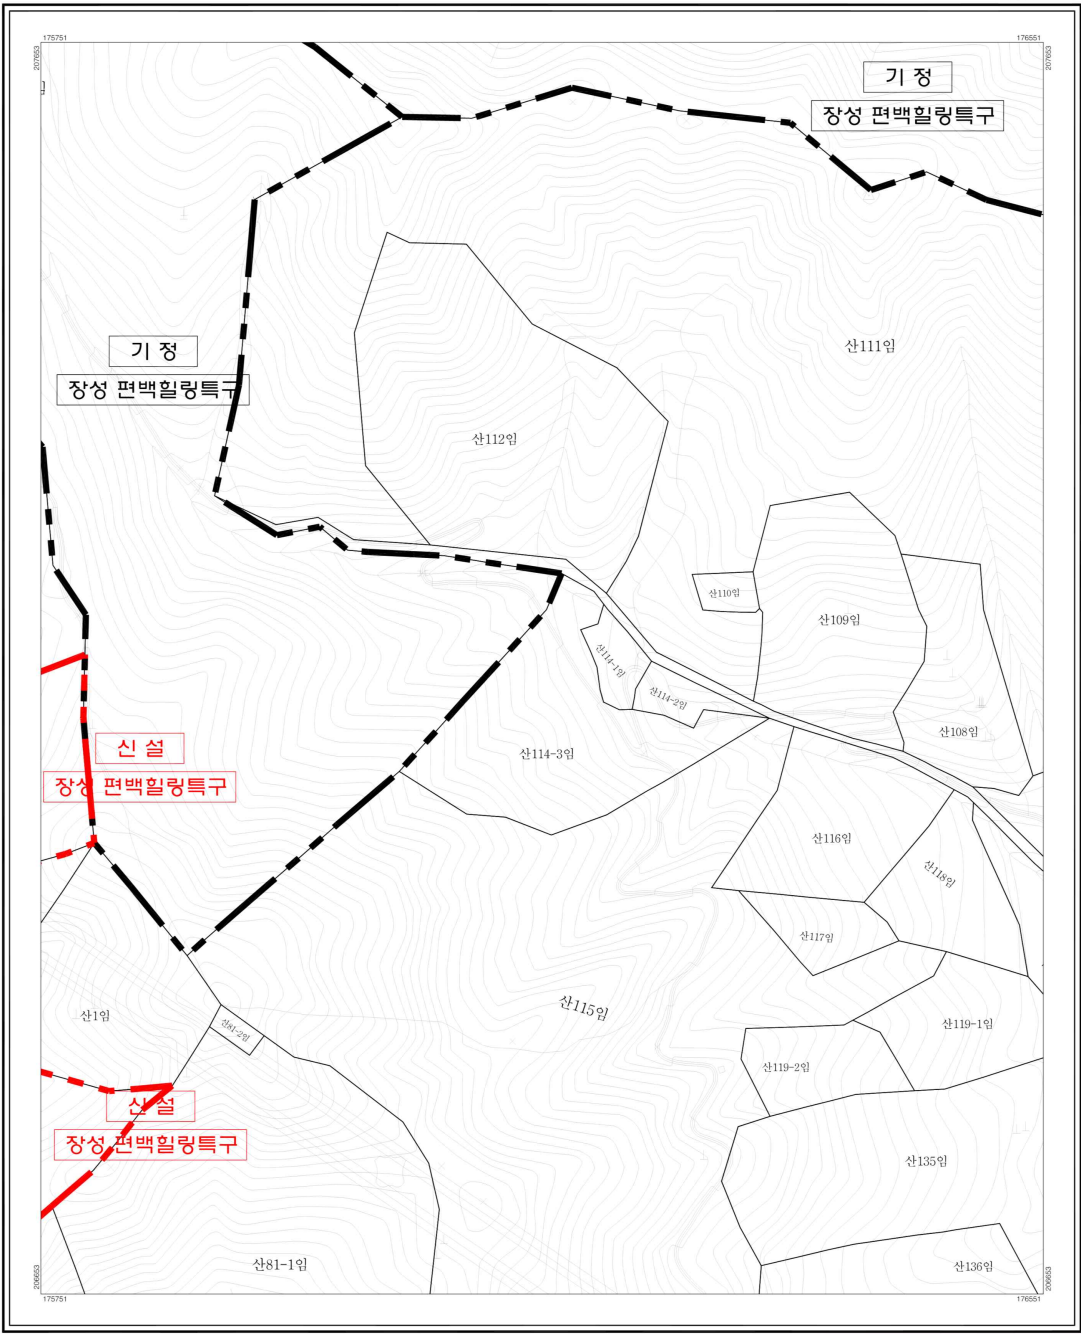 175751
176551
207653
207653
기 정
장성 편백힐링특구
기 정
장성 편백힐링특구
산111임
산112임
산110임
산109임
산114-1임
산114-2임
산108임
산114-3임
신 설
장성 편백힐링특구
산116임
산118임
산117임
산115임
산1임
산81-2임
산119-1임
산119-2임
신 설
장성 편백힐링특구
산135임
산81-1임
산136임
206653
206653
175751
176551